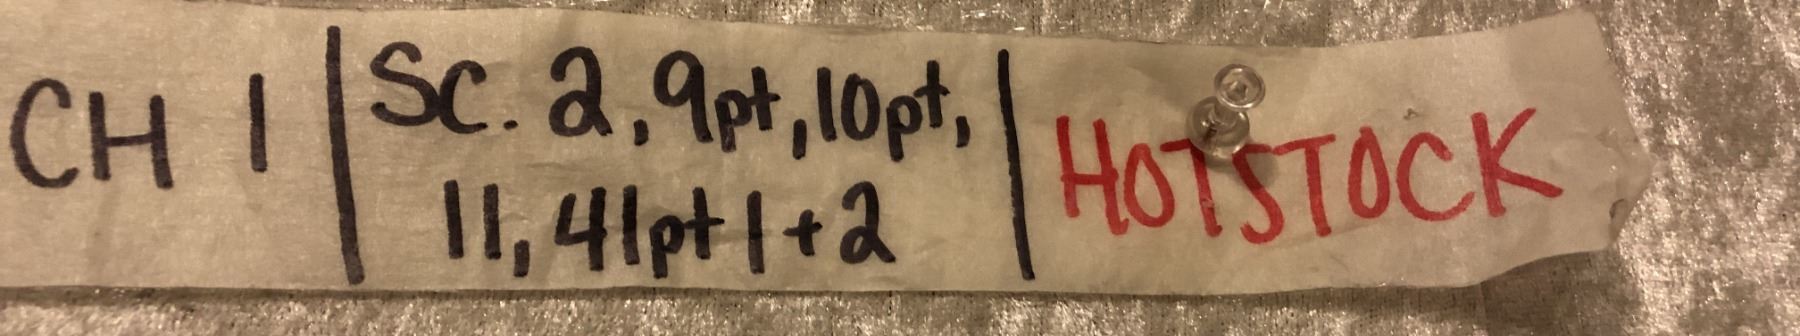 CH 1 | SC. 2, 9pt, 10pt, | HOTSTOCK
11, 41pt 1+2